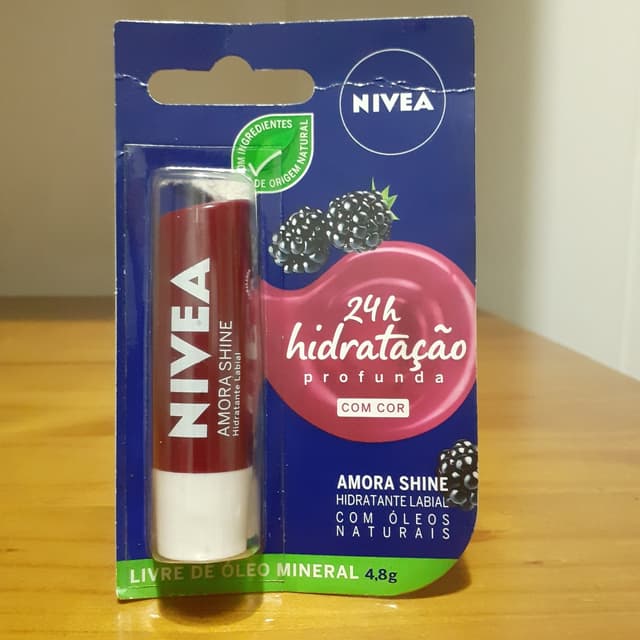 NIVEA
COM INGREDIENTES
DE ORIGEM NATURAL
NIVEA
AMORA SHINE
Hidratante Labial
24h
hidratação
profunda
COM COR
AMORA SHINE
HIDRATANTE LABIAL
COM ÓLEOS
NATURAIS
LIVRE DE ÓLEO MINERAL 4,8g